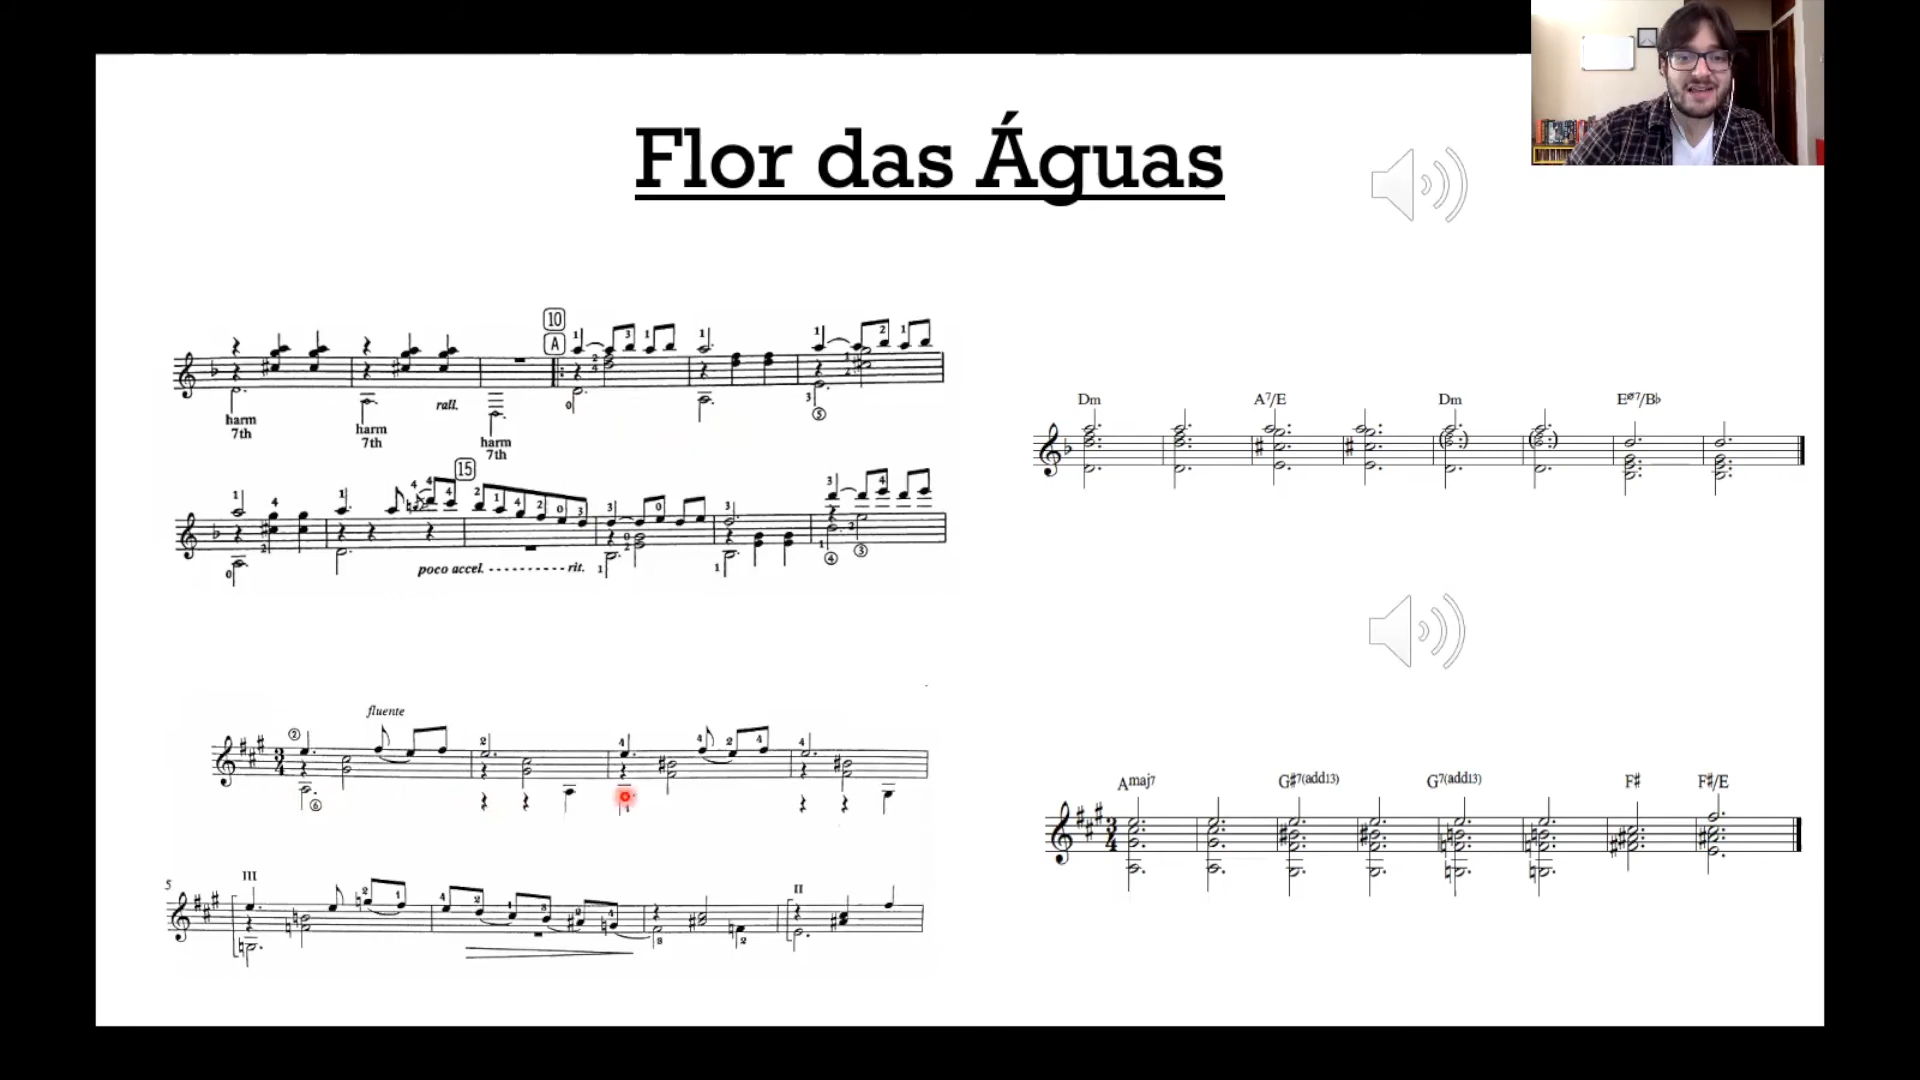 Flor das Águas
10
A
rall.
harm
7th
harm
7th
harm
7th
15
poco accel. - - - - - - - - - - rit.
Dm A7/E Dm Eø7/B♭
fluente
Amaj7 G#7(add13) G7(add13) F# F#/E
5
III II